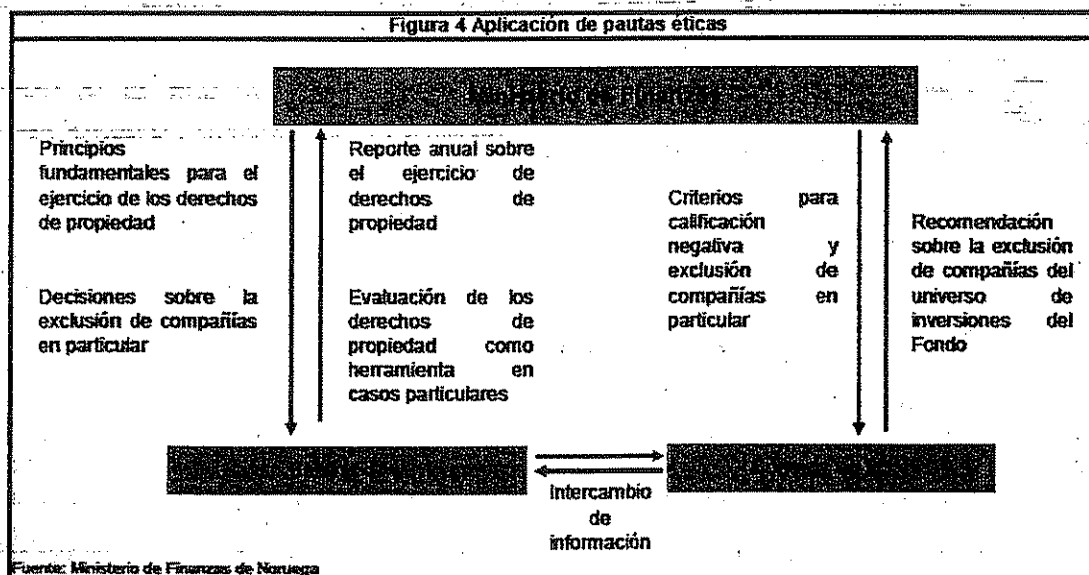 Figura 4 Aplicación de pautas éticas
Ministerio de Finanzas
Principios
fundamentales para el
ejercicio de los derechos
de propiedad
Decisiones sobre la
exclusión de compañías
en particular
Reporte anual sobre
el ejercicio de
derechos de
propiedad
Evaluación de los
derechos de
propiedad como
herramienta en
casos particulares
Criterios para
calificación
negativa y
exclusión de
compañías en
particular
Recomendación
sobre la exclusión
de compañías del
universo de
inversiones del
Fondo
Intercambio
de
información
Fuente: Ministerio de Finanzas de Noruega